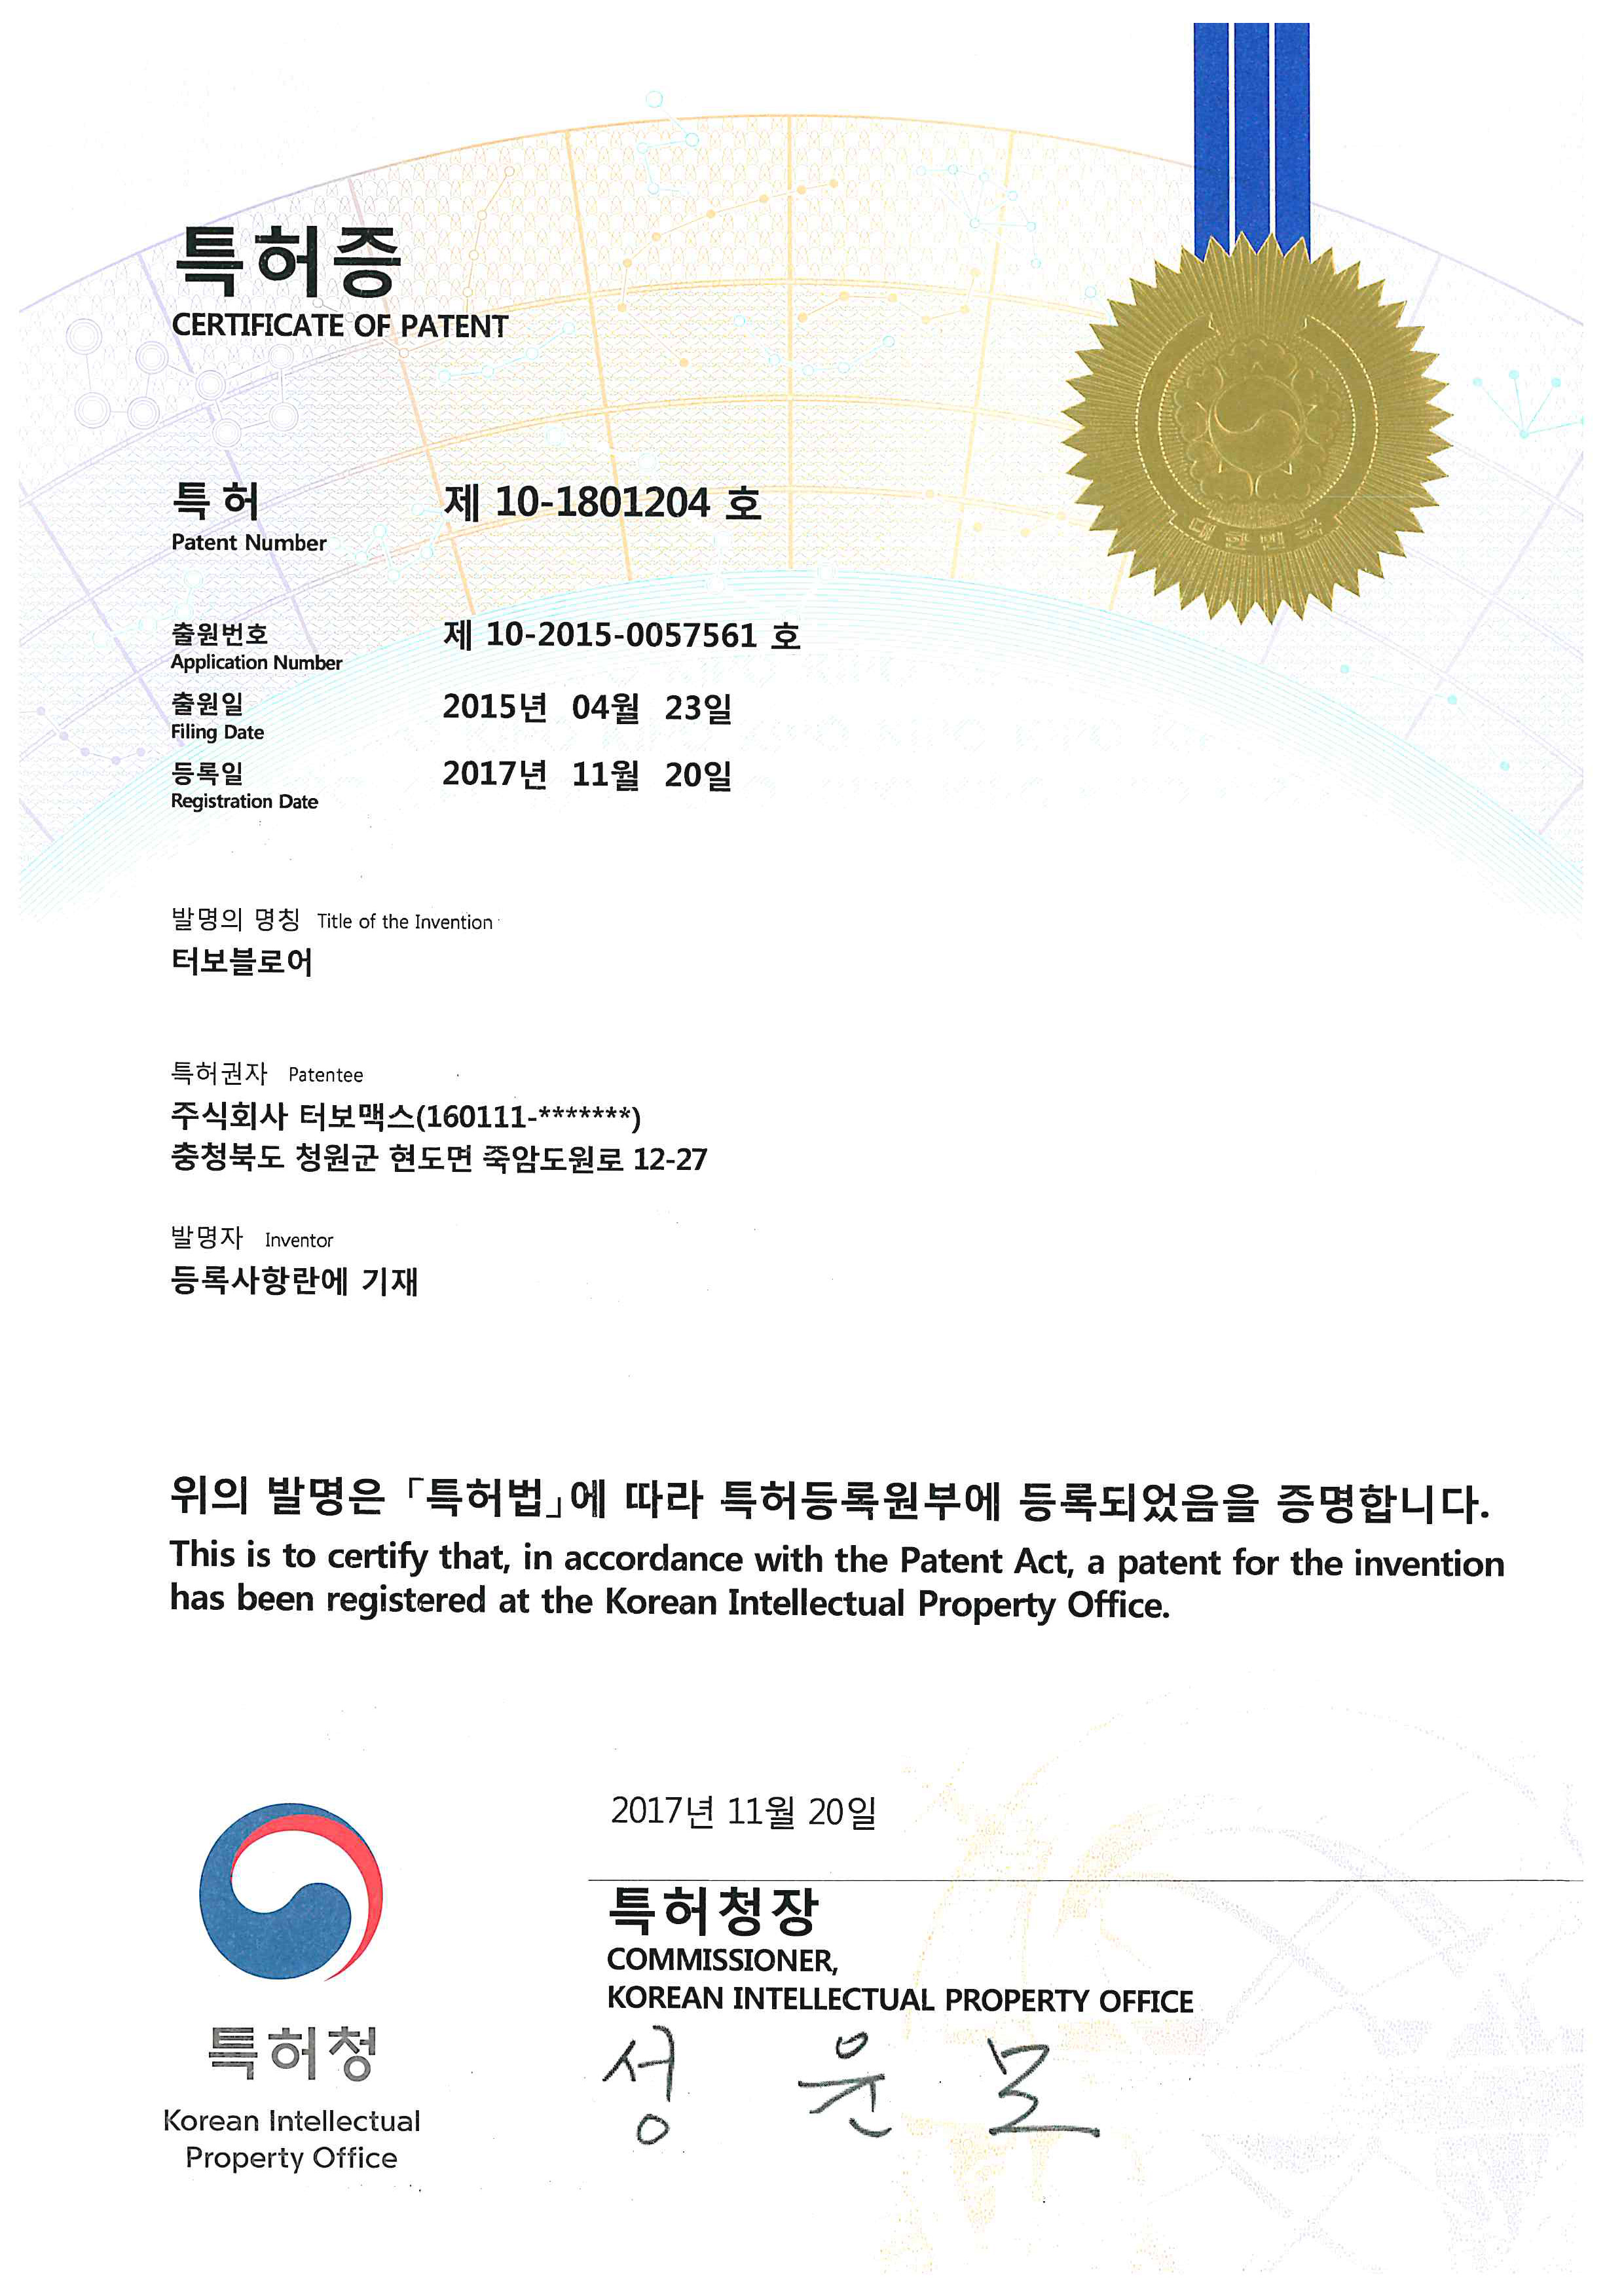 특허증
CERTIFICATE OF PATENT
특허 제 10-1801204 호
Patent Number
출원번호 제 10-2015-0057561 호
Application Number
출원일 2015년 04월 23일
Filing Date
등록일 2017년 11월 20일
Registration Date
대한민국
발명의 명칭 Title of the Invention
터보블로어
특허권자 Patentee
주식회사 터보맥스(160111-*******)
충청북도 청원군 현도면 죽암도원로 12-27
발명자 Inventor
등록사항란에 기재
위의 발명은 「특허법」에 따라 특허등록원부에 등록되었음을 증명합니다.
This is to certify that, in accordance with the Patent Act, a patent for the invention
has been registered at the Korean Intellectual Property Office.
2017년 11월 20일
특허청장
COMMISSIONER,
KOREAN INTELLECTUAL PROPERTY OFFICE
성 윤 모
특허청
Korean Intellectual
Property Office